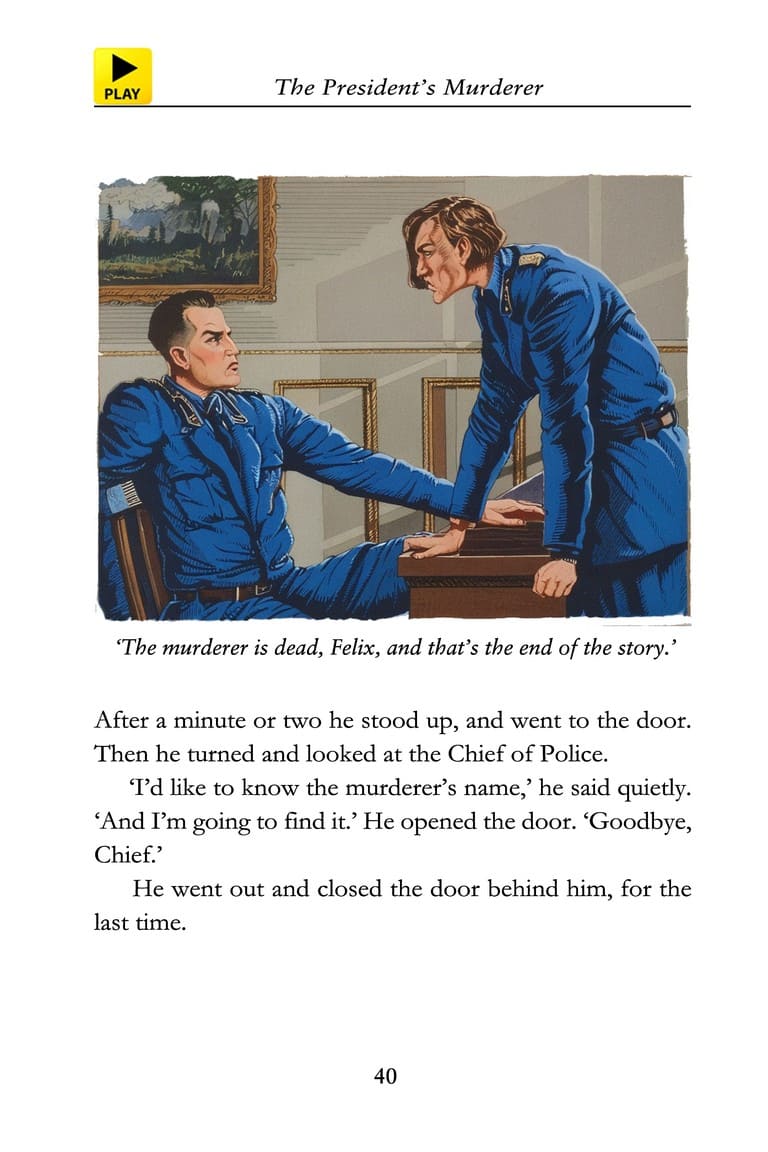 PLAY
The President’s Murderer
‘The murderer is dead, Felix, and that’s the end of the story.’
After a minute or two he stood up, and went to the door.
Then he turned and looked at the Chief of Police.
‘I’d like to know the murderer’s name,’ he said quietly.
‘And I’m going to find it.’ He opened the door. ‘Goodbye,
Chief.’
He went out and closed the door behind him, for the
last time.
40